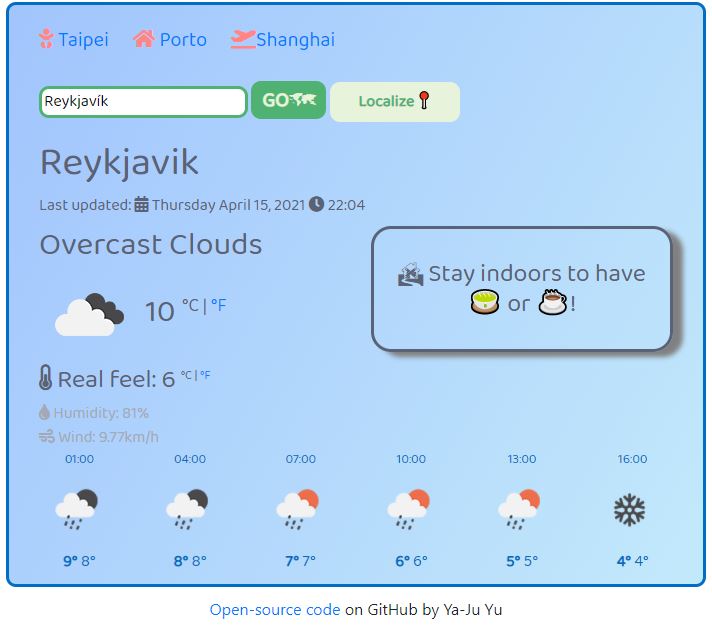 Taipei Porto Shanghai
Reykjavík GO Localize
Reykjavik
Last updated: Thursday April 15, 2021 22:04
Overcast Clouds
Stay indoors to have
or !
10 °C | °F
Real feel: 6 °C | °F
Humidity: 81%
Wind: 9.77km/h
01:00 04:00 07:00 10:00 13:00 16:00
9° 8° 8° 8° 7° 7° 6° 6° 5° 5° 4° 4°
Open-source code on GitHub by Ya-Ju Yu